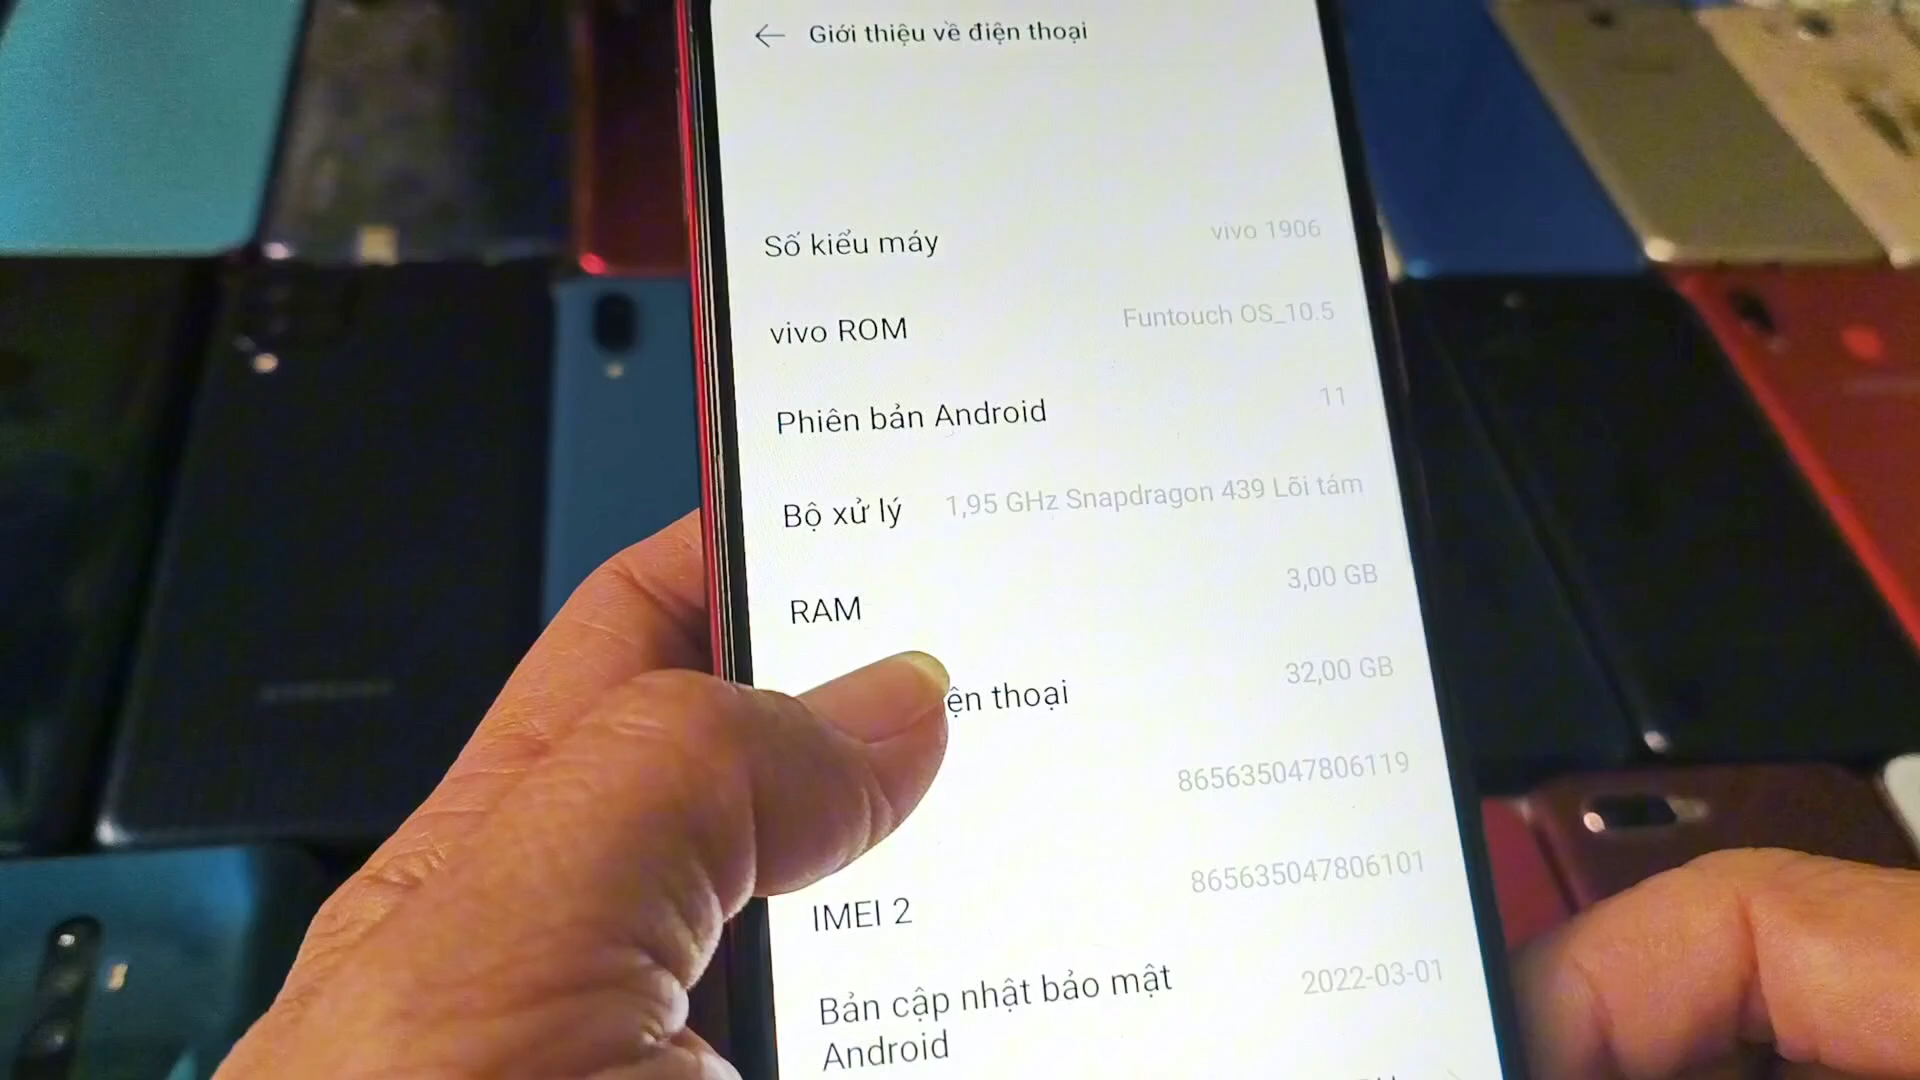 Giới thiệu về điện thoại
Số kiểu máy vivo 1906
vivo ROM Funtouch OS_10.5
Phiên bản Android 11
Bộ xử lý 1,95 GHz Snapdragon 439 Lõi tám
RAM 3,00 GB
thoại 32,00 GB
865635047806119
IMEI 2 865635047806101
Bản cập nhật bảo mật 2022-03-01
Android